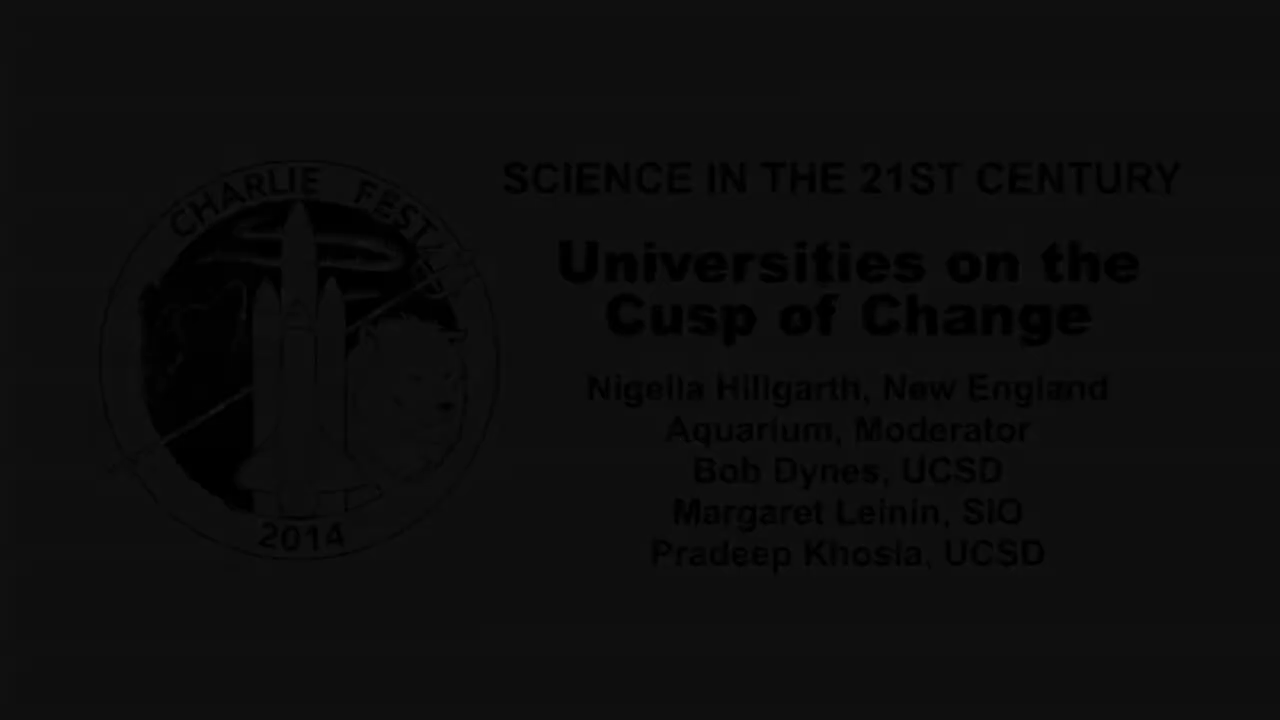 CHARLIE FEST
2014
SCIENCE IN THE 21ST CENTURY
Universities on the
Cusp of Change
Nigella Hillgarth, New England
Aquarium, Moderator
Bob Dynes, UCSD
Margaret Leinin, SIO
Pradeep Khosla, UCSD